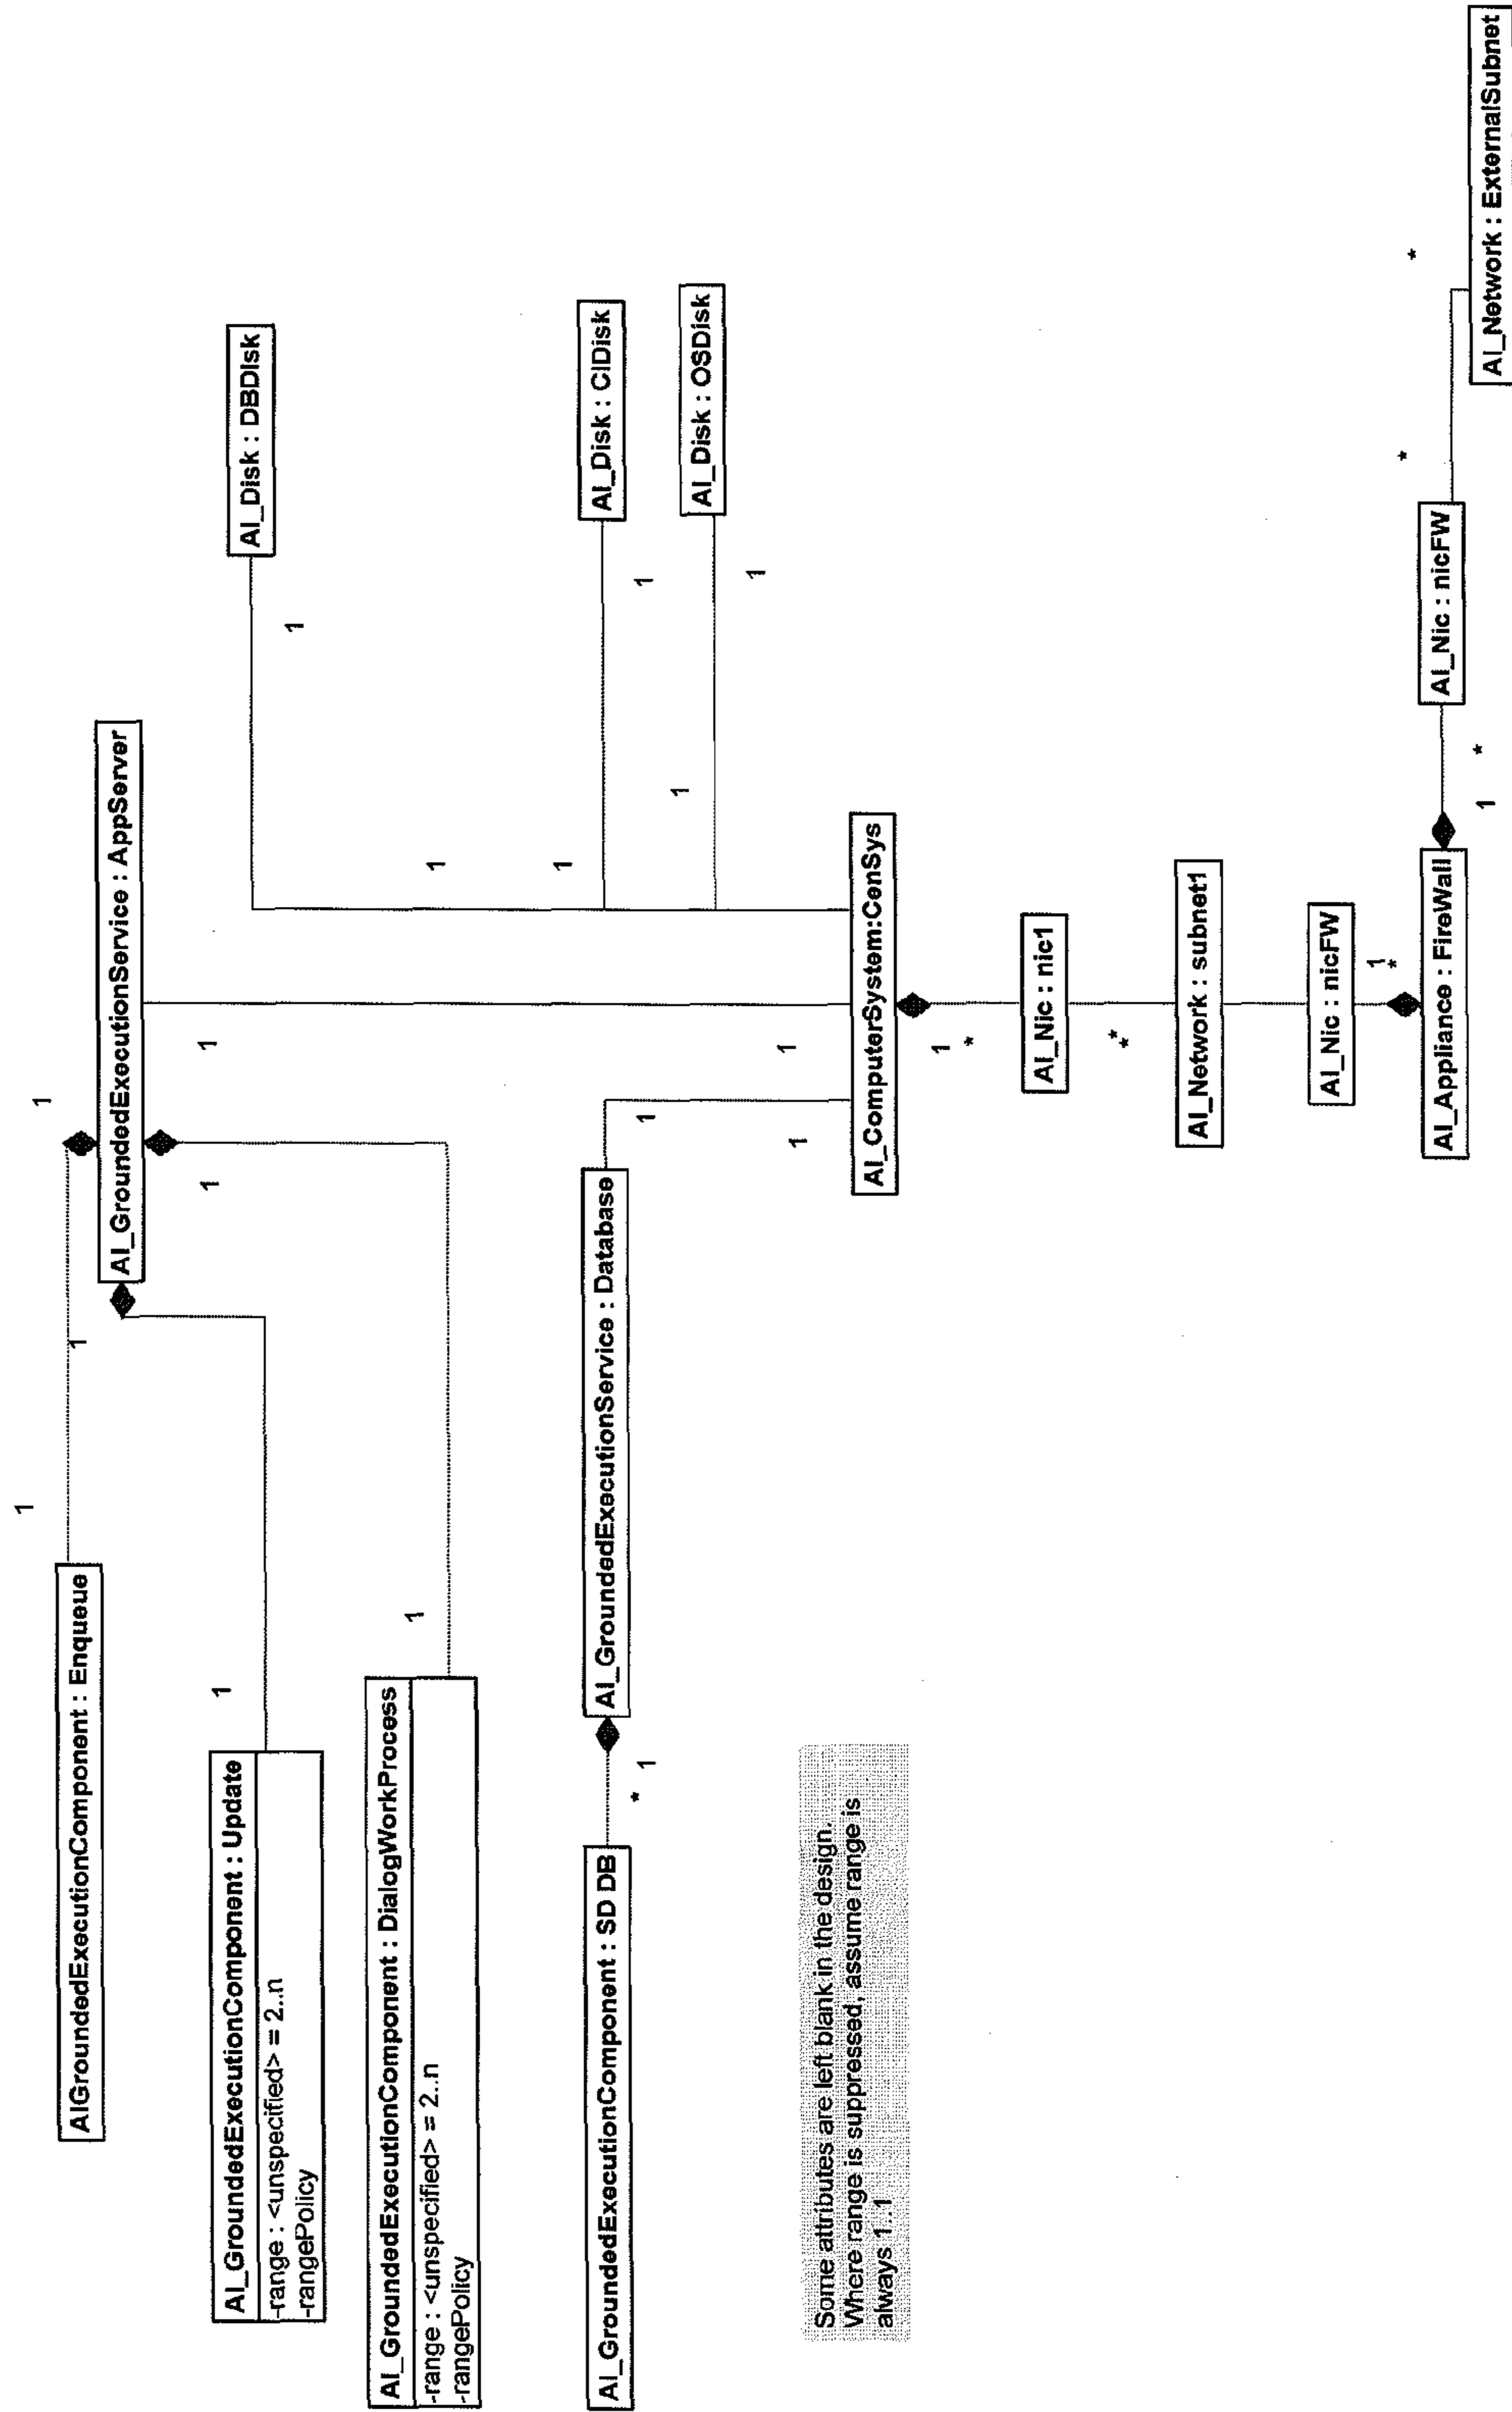 1
1
AIGroundedExecutionComponent : Enqueue
1
AI_GroundedExecutionService : AppServer
1
1
1
AI_GroundedExecutionComponent : Update
-range : <unspecified> = 2..n
-rangePolicy
1
AI_Disk : DBDisk
1
AI_GroundedExecutionComponent : DialogWorkProcess
-range : <unspecified> = 2..n
-rangePolicy
1
1
1
AI_GroundedExecutionComponent : SD DB
* 1
AI_GroundedExecutionService : Database
1
AI_Disk : CIDisk
1
1
AI_Disk : OSDisk
1
1
1
Some attributes are left blank in the design.
Where range is suppressed, assume range is
always 1..1
AI_ComputerSystem:CenSys
1
*
AI_Nic : nic1
**
AI_Network : subnet1
AI_Nic : nicFW
1
*
AI_Appliance : FireWall
1 *
AI_Nic : nicFW
* *
AI_Network : ExternalSubnet